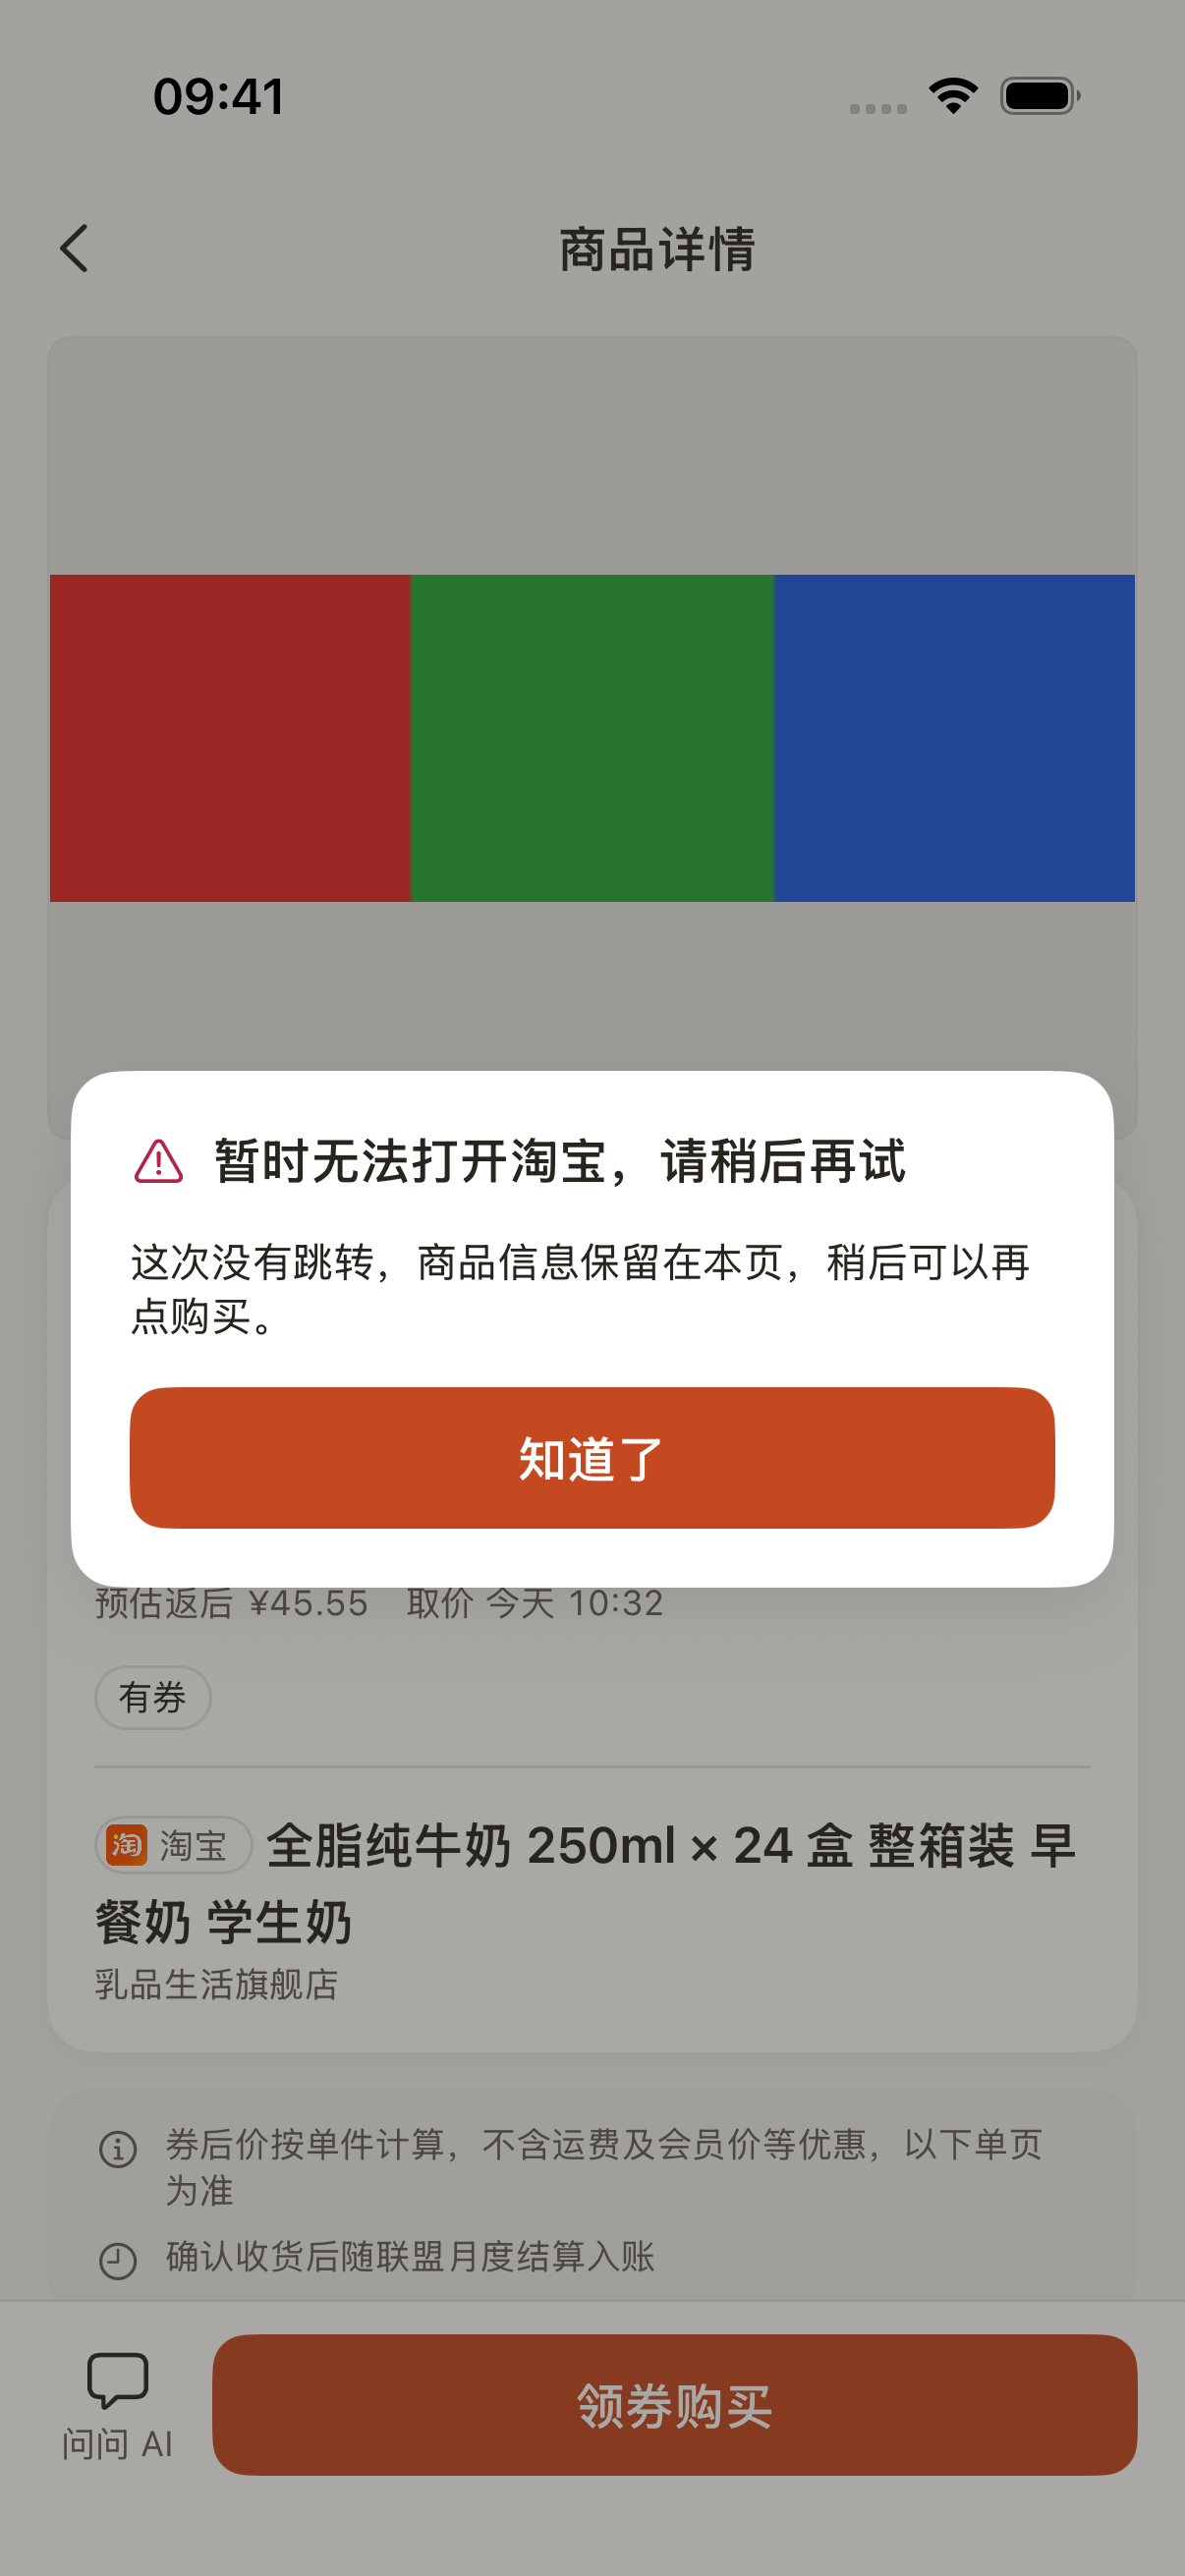 09:41
商品详情
暂时无法打开淘宝，请稍后再试
这次没有跳转，商品信息保留在本页，稍后可以再
点购买。
知道了
预估返后 ¥45.55 取价 今天 10:32
有券
淘 淘宝 全脂纯牛奶 250ml × 24 盒 整箱装 早
餐奶 学生奶
乳品生活旗舰店
券后价按单件计算，不含运费及会员价等优惠，以下单页
为准
确认收货后随联盟月度结算入账
领券购买
问问 AI